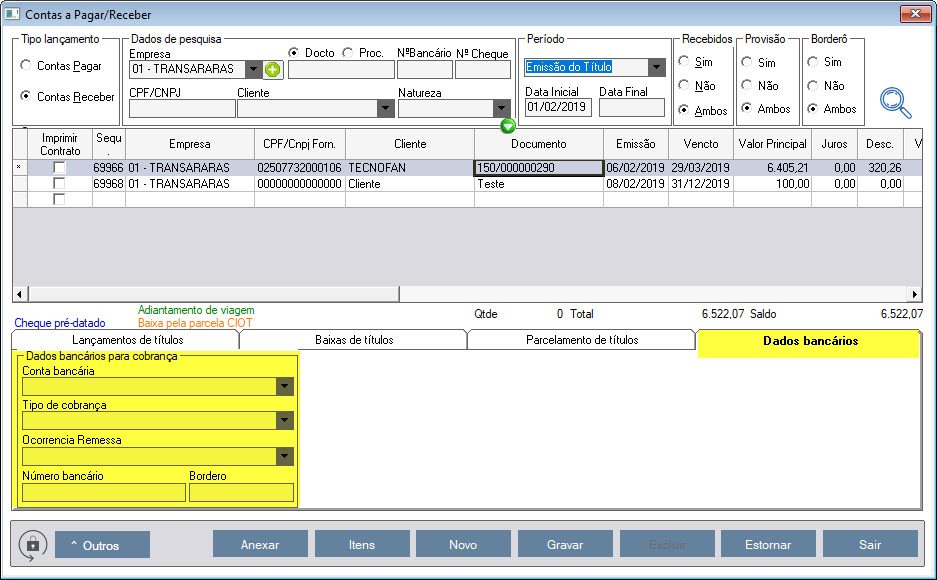 Contas a Pagar/Receber
Tipo lançamento
Contas Pagar
Contas Receber
Dados de pesquisa
Empresa
Docto
Proc.
NºBancário
Nº Cheque
01 - TRANSARARAS
CPF/CNPJ
Cliente
Natureza
Período
Emissão do Título
Data Inicial
Data Final
01/02/2019
Recebidos
Sim
Não
Ambos
Provisão
Sim
Não
Ambos
Borderô
Sim
Não
Ambos
Imprimir Contrato
Sequ.
Empresa
CPF/Cnpj Forn.
Cliente
Documento
Emissão
Vencto
Valor Principal
Juros
Desc.
V
69966 01 - TRANSARARAS 02507732000106 TECNOFAN 150/000000290 06/02/2019 29/03/2019 6.405,21 0,00 320,26
69968 01 - TRANSARARAS 00000000000000 Cliente Teste 08/02/2019 31/12/2019 100,00 0,00 0,00
Adiantamento de viagem
Cheque pré-datado
Baixa pela parcela CIOT
Qtde 0 Total 6.522,07 Saldo 6.522,07
Lançamentos de títulos
Baixas de títulos
Parcelamento de títulos
Dados bancários
Dados bancários para cobrança
Conta bancária
Tipo de cobrança
Ocorrencia Remessa
Número bancário
Bordero
^ Outros
Anexar
Itens
Novo
Gravar
Excluir
Estornar
Sair